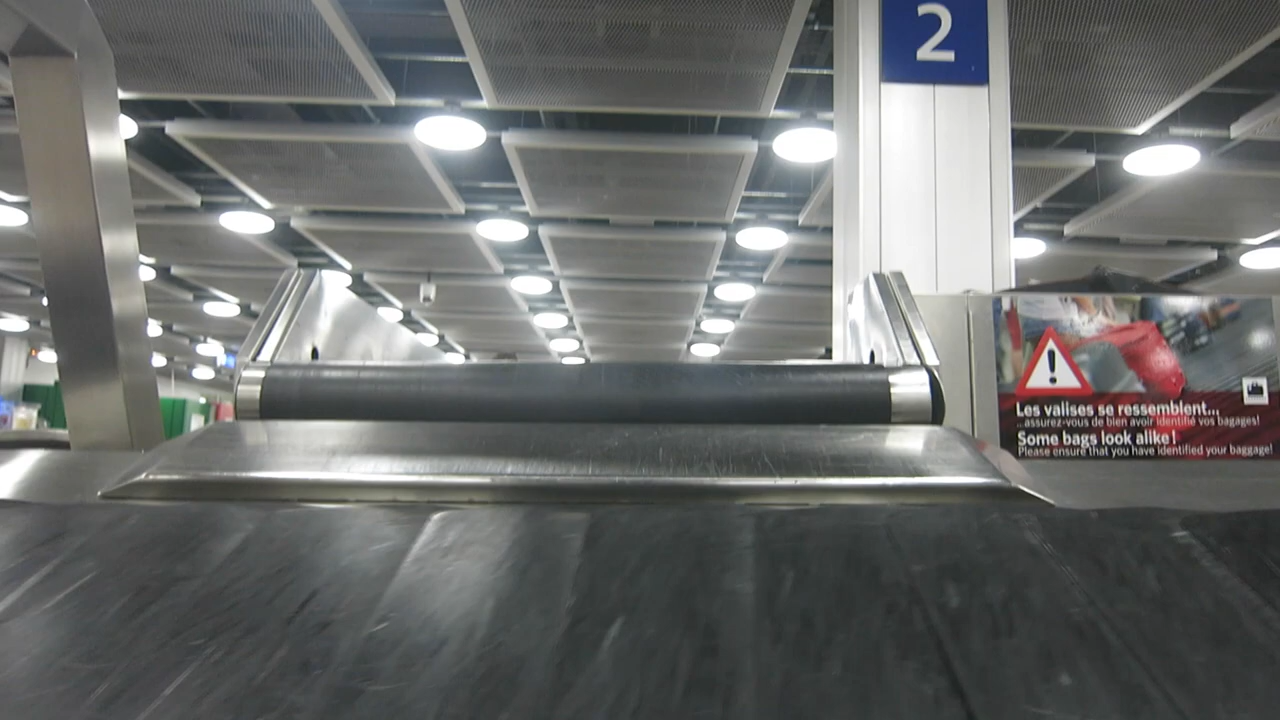 2
Les valises se ressemblent...
...assurez-vous de bien avoir identifié vos bagages!
Some bags look alike!
Please ensure that you have identified your baggage!